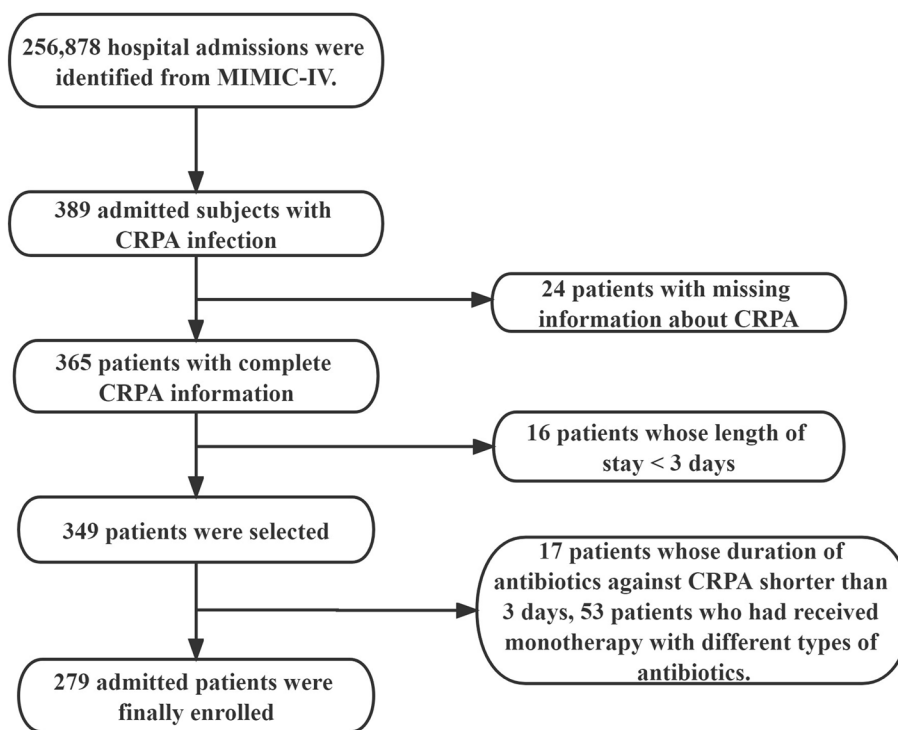 256,878 hospital admissions were
identified from MIMIC-IV.
389 admitted subjects with
CRPA infection
24 patients with missing
information about CRPA
365 patients with complete
CRPA information
16 patients whose length of
stay < 3 days
349 patients were selected
17 patients whose duration of
antibiotics against CRPA shorter than
3 days, 53 patients who had received
monotherapy with different types of
antibiotics.
279 admitted patients were
finally enrolled